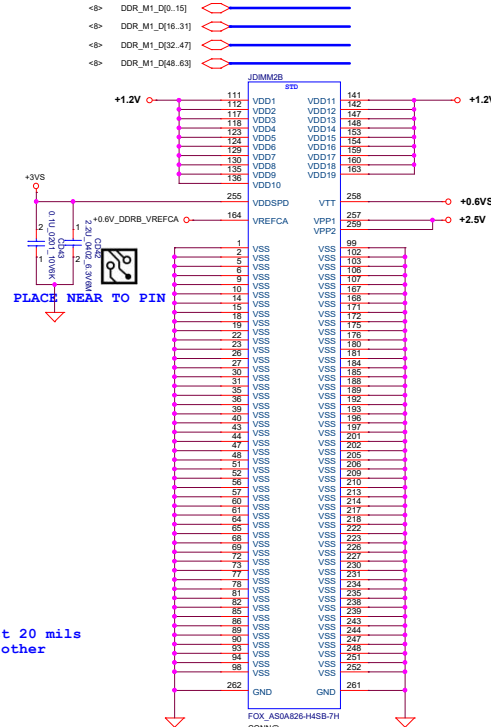 <8> DDR_M1_D[0..15]
<8> DDR_M1_D[16..31]
<8> DDR_M1_D[32..47]
<8> DDR_M1_D[48..63]
JDIMM2B
STD
+1.2V 111 VDD1 VDD11 141 +1.2V
112 VDD2 VDD12 142
117 VDD3 VDD13 147
118 VDD4 VDD14 148
123 VDD5 VDD15 153
124 VDD6 VDD16 154
129 VDD7 VDD17 159
130 VDD8 VDD18 160
135 VDD9 VDD19 163
136 VDD10
+3VS
255 VDDSPD VTT 258 +0.6VS
+0.6V_DDRB_VREFCA 164 VREFCA VPP1 257 +2.5V
VPP2 259
2 1
0.1U_0201_10V6K
CD43
1 2
2.2U_0402_6.3V6M
CD42
PLACE NEAR TO PIN
1 VSS VSS 99
2 VSS VSS 102
5 VSS VSS 103
6 VSS VSS 106
9 VSS VSS 107
10 VSS VSS 167
14 VSS VSS 168
15 VSS VSS 171
18 VSS VSS 172
19 VSS VSS 175
22 VSS VSS 176
23 VSS VSS 180
26 VSS VSS 181
27 VSS VSS 184
30 VSS VSS 185
31 VSS VSS 188
35 VSS VSS 189
36 VSS VSS 192
39 VSS VSS 193
40 VSS VSS 196
43 VSS VSS 197
44 VSS VSS 201
47 VSS VSS 202
48 VSS VSS 205
51 VSS VSS 206
52 VSS VSS 209
56 VSS VSS 210
57 VSS VSS 213
60 VSS VSS 214
61 VSS VSS 217
64 VSS VSS 218
65 VSS VSS 222
68 VSS VSS 223
69 VSS VSS 226
72 VSS VSS 227
73 VSS VSS 230
77 VSS VSS 231
78 VSS VSS 234
81 VSS VSS 235
82 VSS VSS 238
85 VSS VSS 239
86 VSS VSS 243
89 VSS VSS 244
90 VSS VSS 247
93 VSS VSS 248
94 VSS VSS 251
98 VSS VSS 252
262 GND GND 261
t 20 mils
other
FOX_AS0A826-H4SB-7H